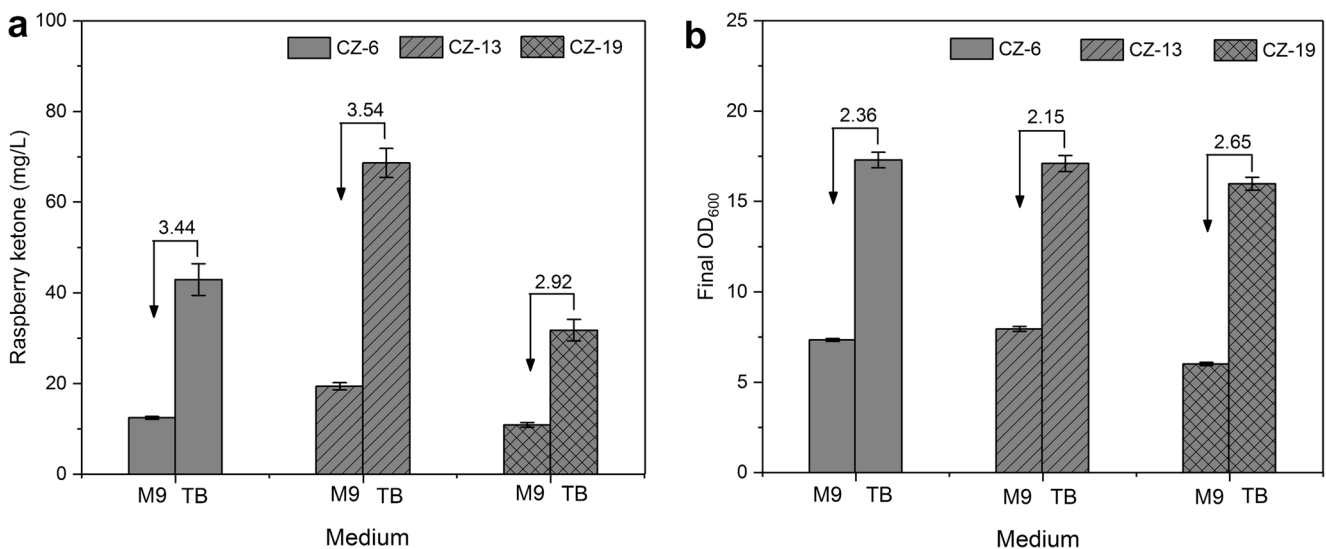 a
100
80
60
40
20
0
Raspberry ketone (mg/L)
CZ-6 CZ-13 CZ-19
3.44
3.54
2.92
M9 TB M9 TB M9 TB
Medium
b
25
20
15
10
5
0
Final OD600
CZ-6 CZ-13 CZ-19
2.36
2.15
2.65
M9 TB M9 TB M9 TB
Medium